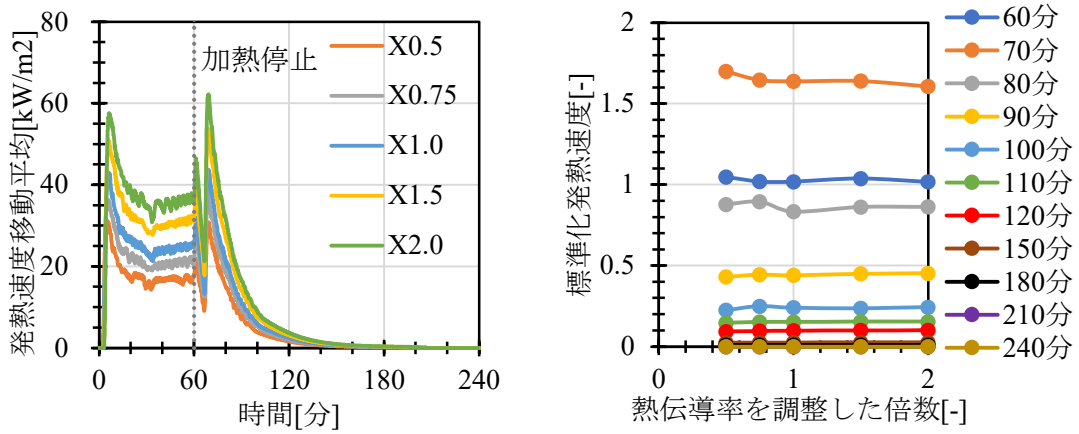 発熱速度移動平均[kW/m2]
80
60
40
20
0
加熱停止
X0.5
X0.75
X1.0
X1.5
X2.0
0
60
120
180
240
時間[分]
標準化発熱速度[-]
2
1.5
1
0.5
0
0
1
2
熱伝導率を調整した倍数[-]
60分
70分
80分
90分
100分
110分
120分
150分
180分
210分
240分